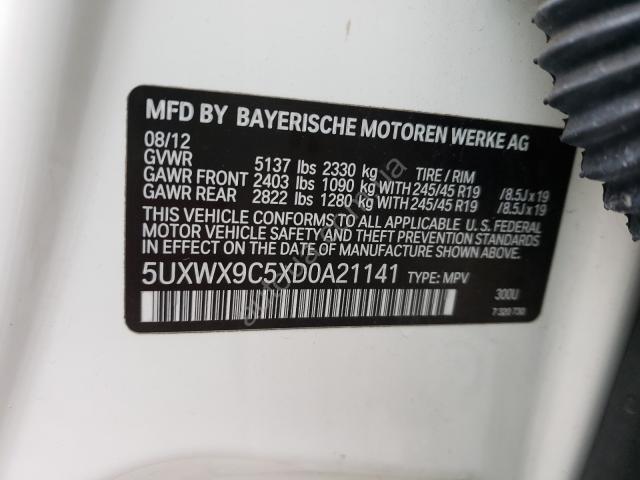 MFD BY BAYERISCHE MOTOREN WERKE AG
08/12
GVWR 5137 lbs 2330 kg TIRE / RIM
GAWR FRONT 2403 lbs 1090 kg WITH 245/45 R19 /8.5J x 19
GAWR REAR 2822 lbs 1280 kg WITH 245/45 R19 /8.5J x 19
THIS VEHICLE CONFORMS TO ALL APPLICABLE U.S. FEDERAL
MOTOR VEHICLE SAFETY, BUMPER, AND THEFT PREVENTION STANDARDS
IN EFFECT ON THE DATE OF MANUFACTURE SHOWN ABOVE.
5UXWX9C5XD0A21141 TYPE: MPV
300U
7 320 730